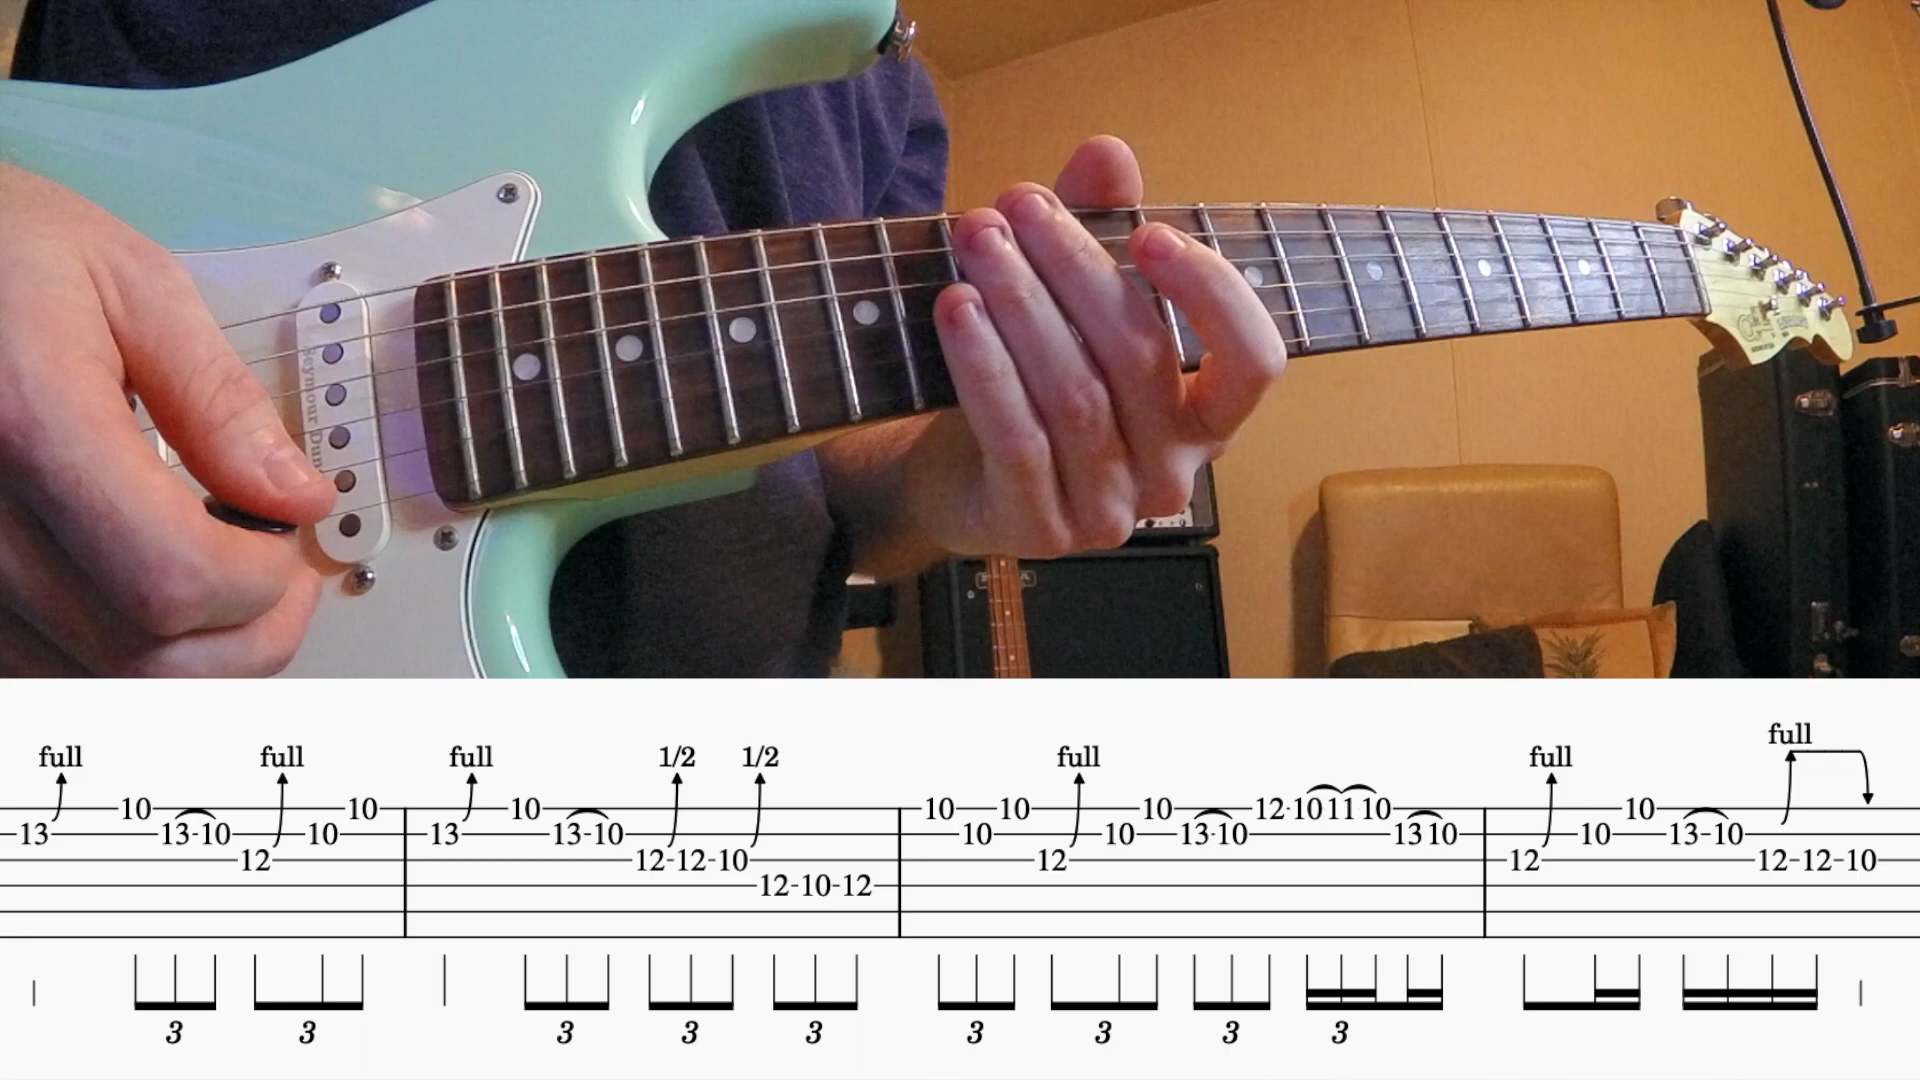 Seymour Dun
full full full 1/2 1/2 full full full
10 10 10 10 10 10 12·10 11 10 10
13 13-10 10 13 13-10 10 10 13·10 13 10 10 13-10
12 12-12-10 12 12 12-12-10
12-10-12
3 3 3 3 3 3 3 3 3